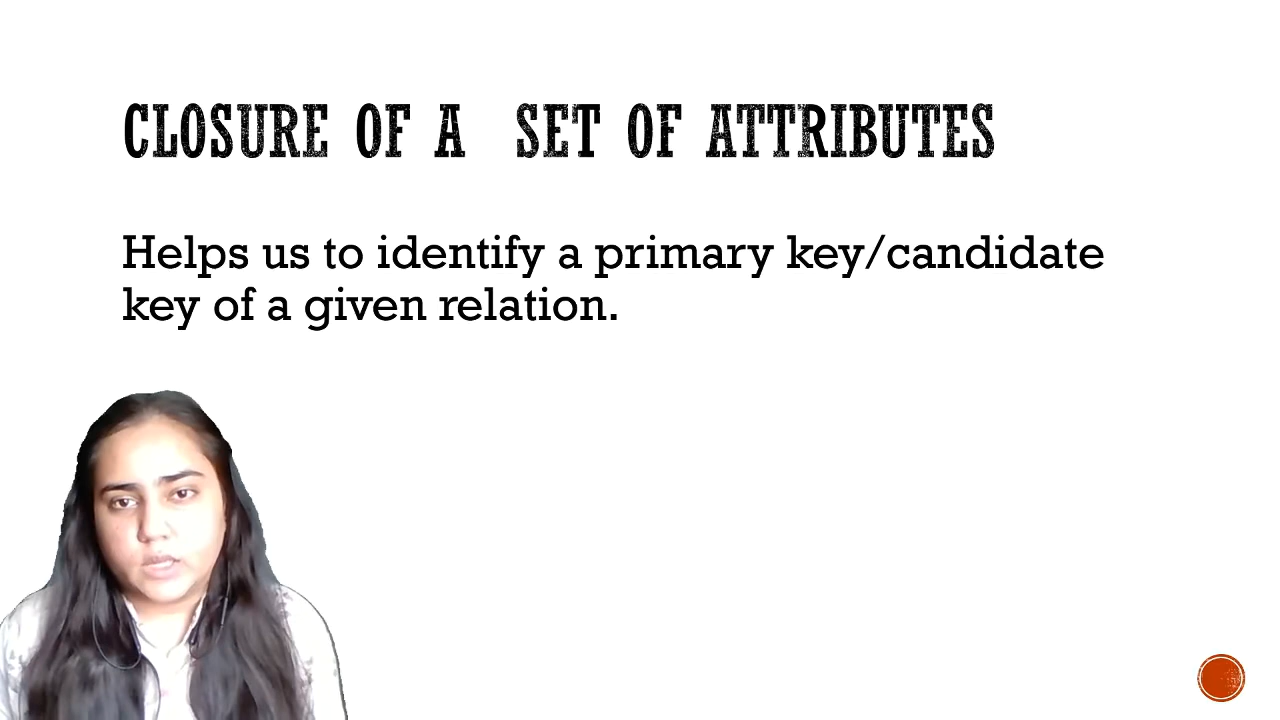 CLOSURE OF A SET OF ATTRIBUTES
Helps us to identify a primary key/candidate
key of a given relation.